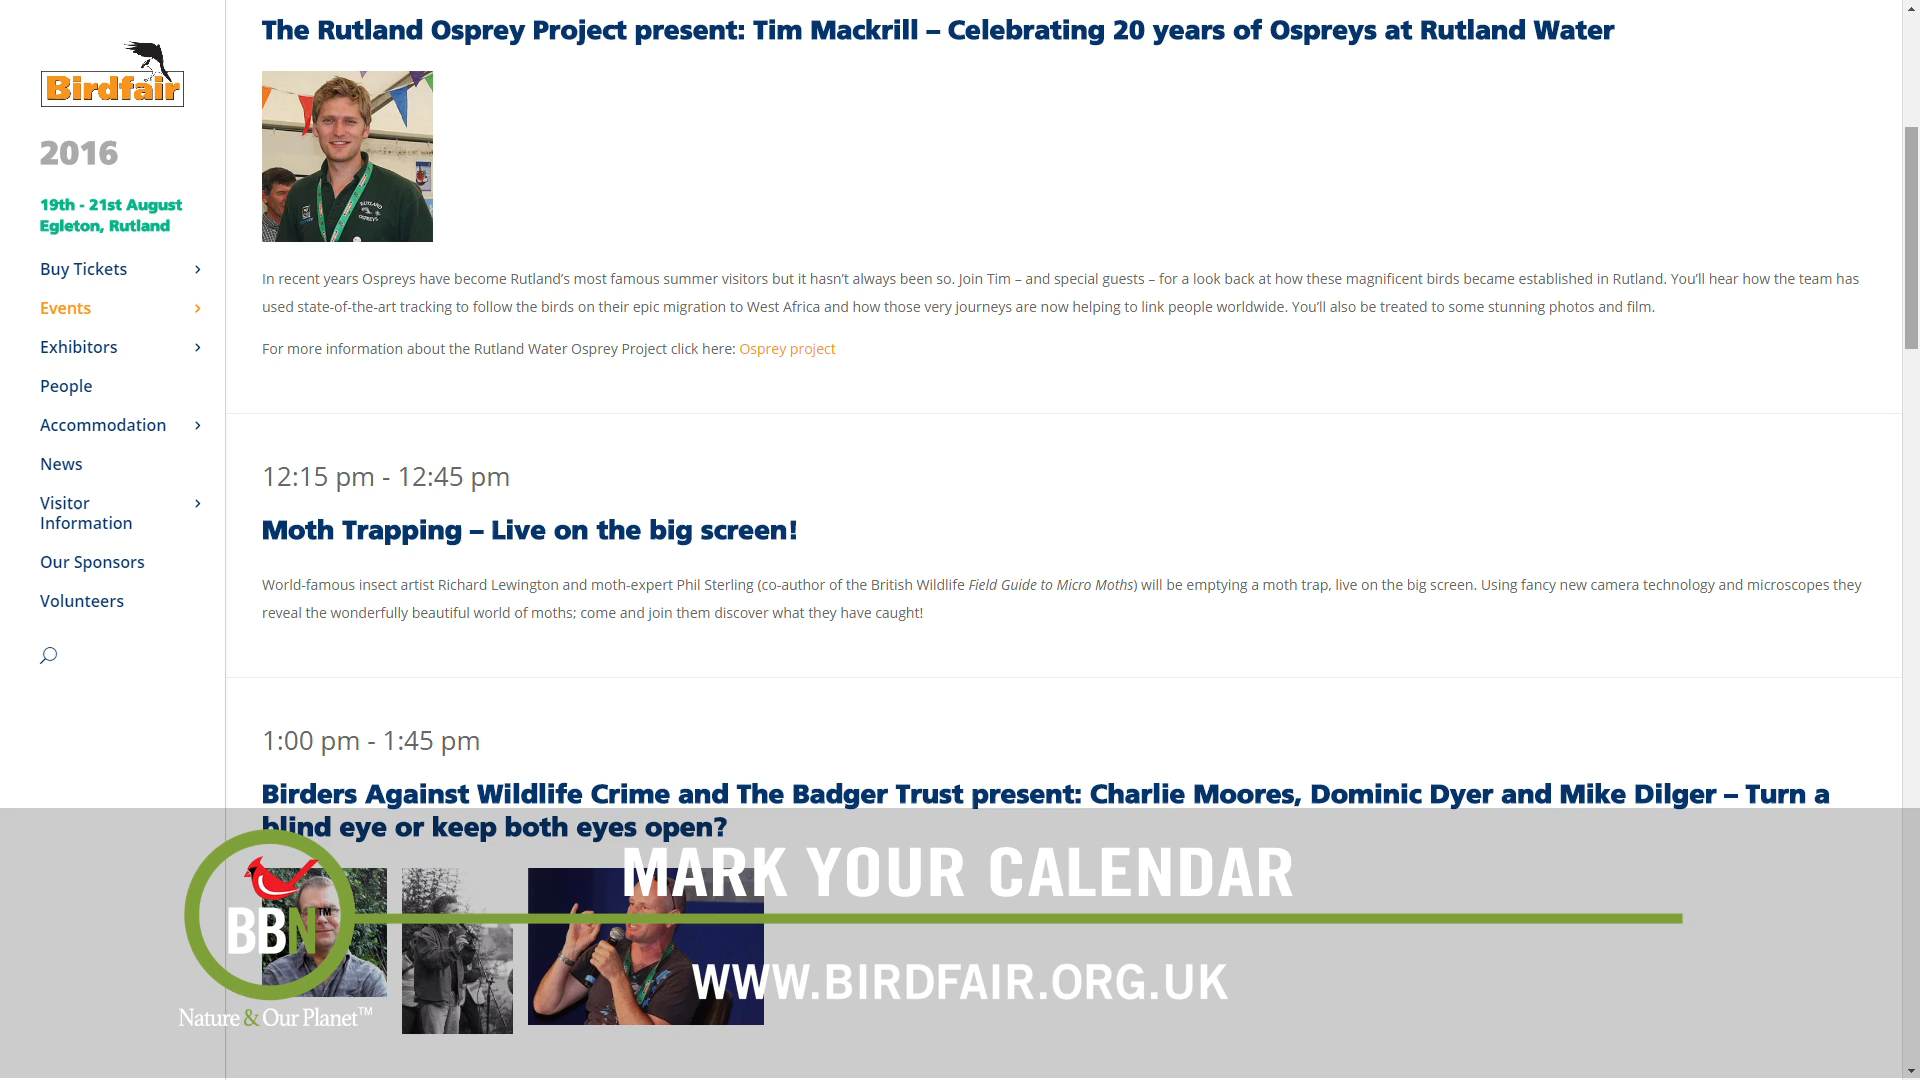 Birdfair
2016
19th - 21st August
Egleton, Rutland
Buy Tickets
Events
Exhibitors
People
Accommodation
News
Visitor
Information
Our Sponsors
Volunteers
The Rutland Osprey Project present: Tim Mackrill – Celebrating 20 years of Ospreys at Rutland Water
RUTLAND
OSPREYS
In recent years Ospreys have become Rutland’s most famous summer visitors but it hasn’t always been so. Join Tim – and special guests – for a look back at how these magnificent birds became established in Rutland. You’ll hear how the team has
used state-of-the-art tracking to follow the birds on their epic migration to West Africa and how those very journeys are now helping to link people worldwide. You’ll also be treated to some stunning photos and film.
For more information about the Rutland Water Osprey Project click here: Osprey project
12:15 pm - 12:45 pm
Moth Trapping – Live on the big screen!
World-famous insect artist Richard Lewington and moth-expert Phil Sterling (co-author of the British Wildlife Field Guide to Micro Moths) will be emptying a moth trap, live on the big screen. Using fancy new camera technology and microscopes they
reveal the wonderfully beautiful world of moths; come and join them discover what they have caught!
1:00 pm - 1:45 pm
Birders Against Wildlife Crime and The Badger Trust present: Charlie Moores, Dominic Dyer and Mike Dilger – Turn a
blind eye or keep both eyes open?
MARK YOUR CALENDAR
BBN™
WWW.BIRDFAIR.ORG.UK
Nature & Our Planet™